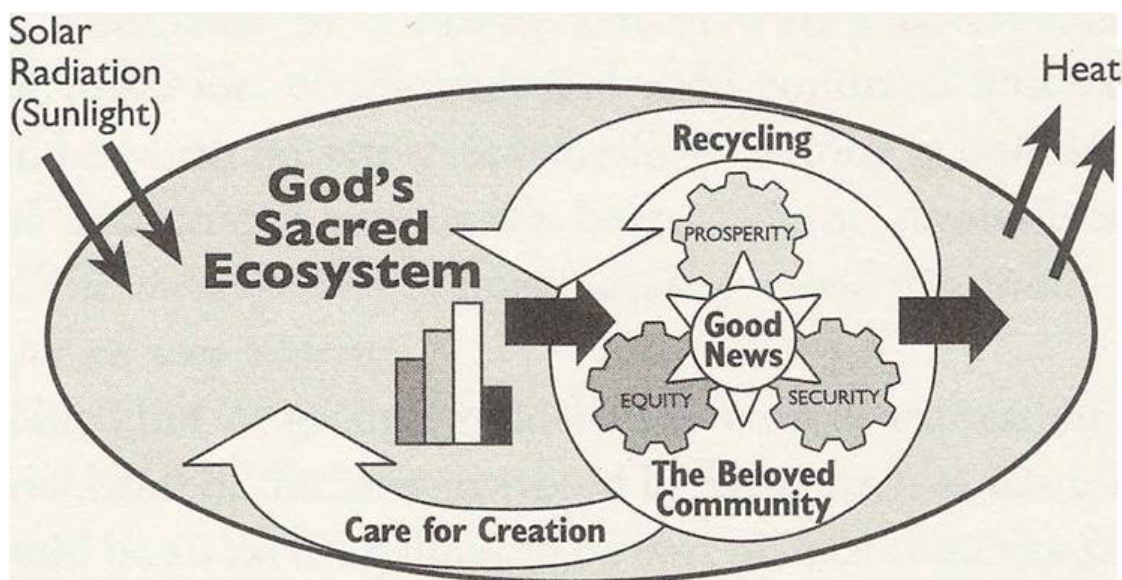 Solar
Radiation
(Sunlight)
Heat
Recycling
God's
Sacred
Ecosystem
PROSPERITY
Good
News
EQUITY
SECURITY
The Beloved
Community
Care for Creation